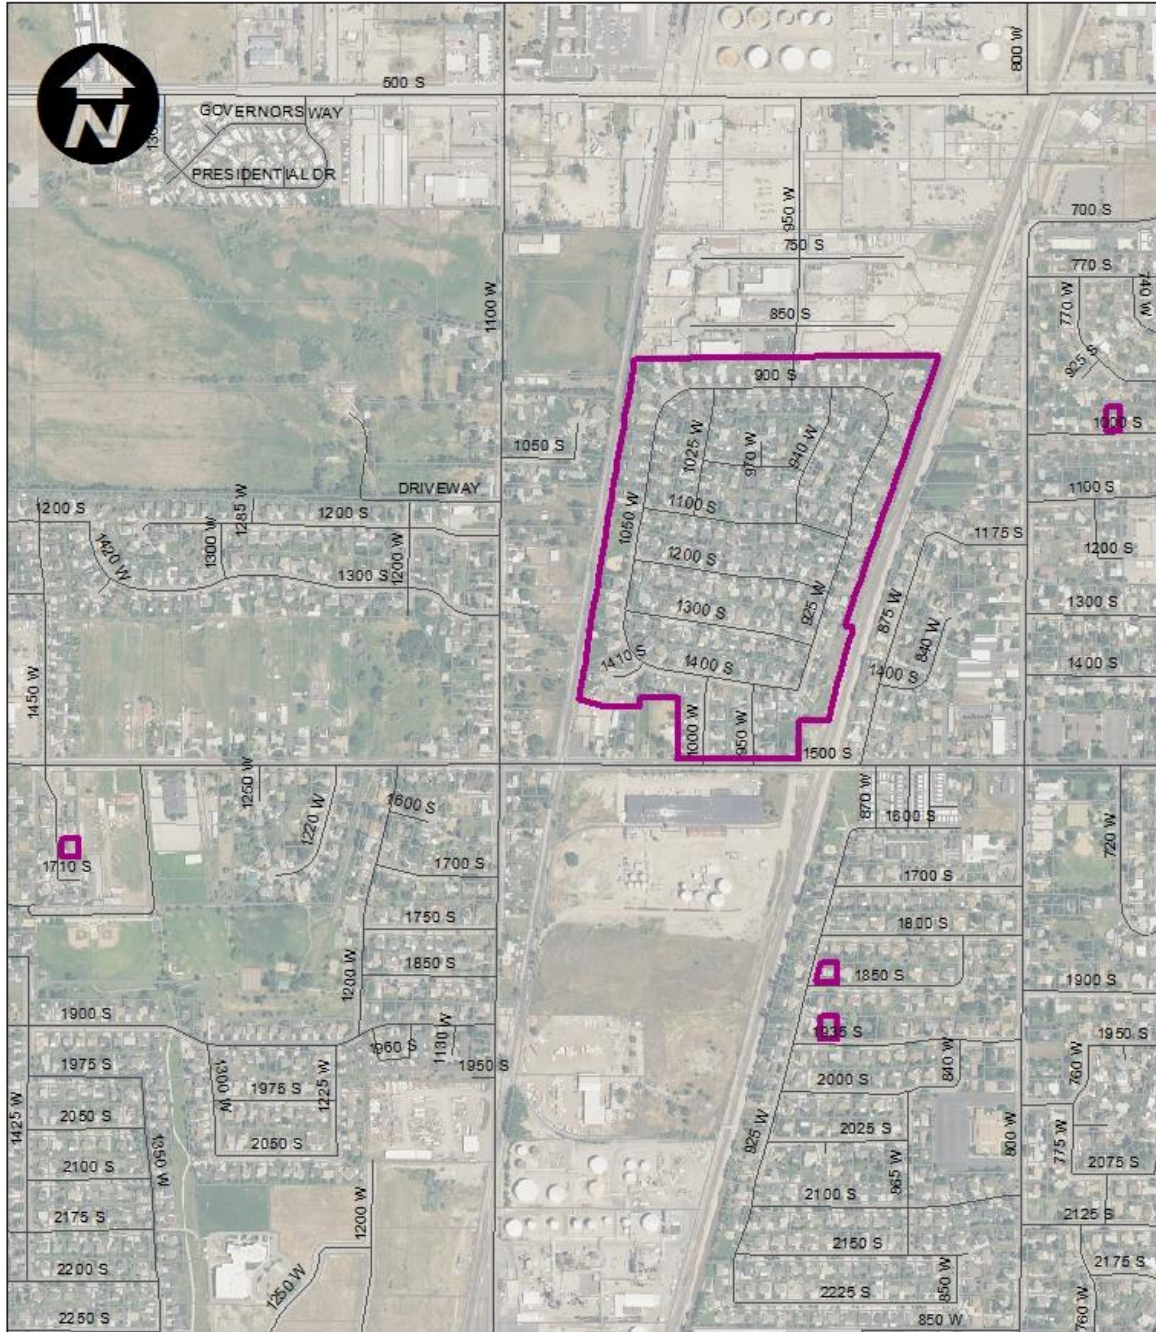 N
500 S
800 W
GOVERNORS WAY
PRESIDENTIAL DR
950 W
700 S
750 S
770 S
1100 W
770 W
740 W
850 S
925 S
900 S
1000 S
1025 W
970 W
940 W
1050 S
DRIVEWAY
1100 S
1100 S
1200 S
1285 W
1200 S
1050 W
1175 S
1420 W
1300 W
1200 W
1200 S
1200 S
1300 S
1300 S
925 W
875 W
1300 S
840 W
1410 S
1400 S
1400 S
1400 S
1450 W
1000 W
950 W
1500 S
1250 W
1220 W
1600 S
870 W
1600 S
720 W
1710 S
1700 S
1700 S
1750 S
1800 S
1850 S
1200 W
1850 S
1900 S
1900 S
1960 S
1130 W
1935 S
1950 S
1975 S
1300 W
1975 S
1225 W
1950 S
840 W
2000 S
760 W
1425 W
2050 S
2050 S
925 W
2025 S
800 W
775 W
2100 S
1350 W
865 W
2075 S
2100 S
2175 S
1200 W
2125 S
2150 S
2200 S
2175 S
1250 W
2225 S
850 W
2250 S
850 W
760 W